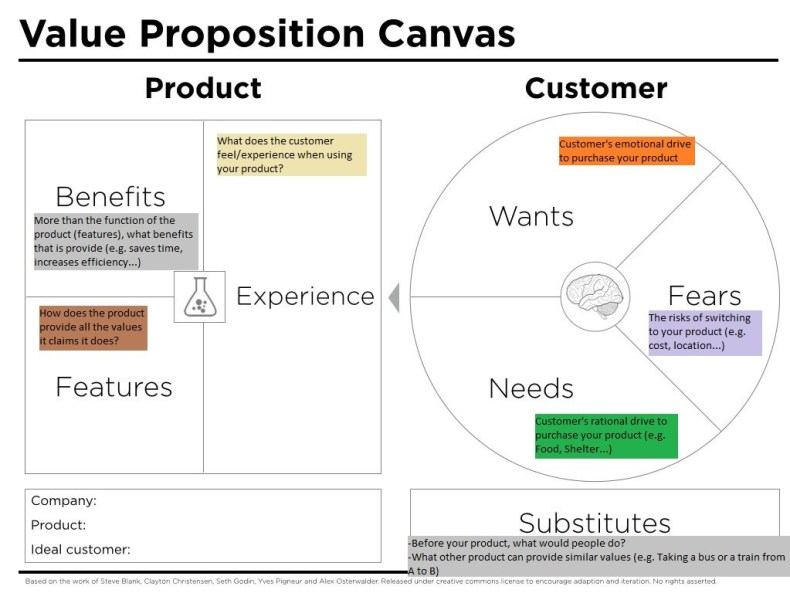 Value Proposition Canvas
Product
Customer
What does the customer
feel/experience when using
your product?
Benefits
More than the function of the
product (features), what benefits
that is provide (e.g. saves time,
increases efficiency...)
Experience
How does the product
provide all the values
it claims it does?
Features
Customer's emotional drive
to purchase your product
Wants
Fears
The risks of switching
to your product (e.g.
cost, location...)
Needs
Customer's rational drive to
purchase your product (e.g.
Food, Shelter...)
Company:
Product:
Ideal customer:
Substitutes
-Before your product, what would people do?
-What other product can provide similar values (e.g. Taking a bus or a train from
A to B)
Based on the work of Steve Blank, Clayton Christensen, Seth Godin, Yves Pigneur and Alex Osterwalder. Released under creative commons license to encourage adaption and iteration. No rights asserted.